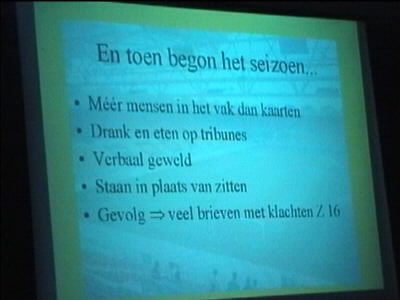 En toen begon het seizoen...
• Méér mensen in het vak dan kaarten
• Drank en eten op tribunes
• Verbaal geweld
• Staan in plaats van zitten
• Gevolg ⇒ veel brieven met klachten Z 16